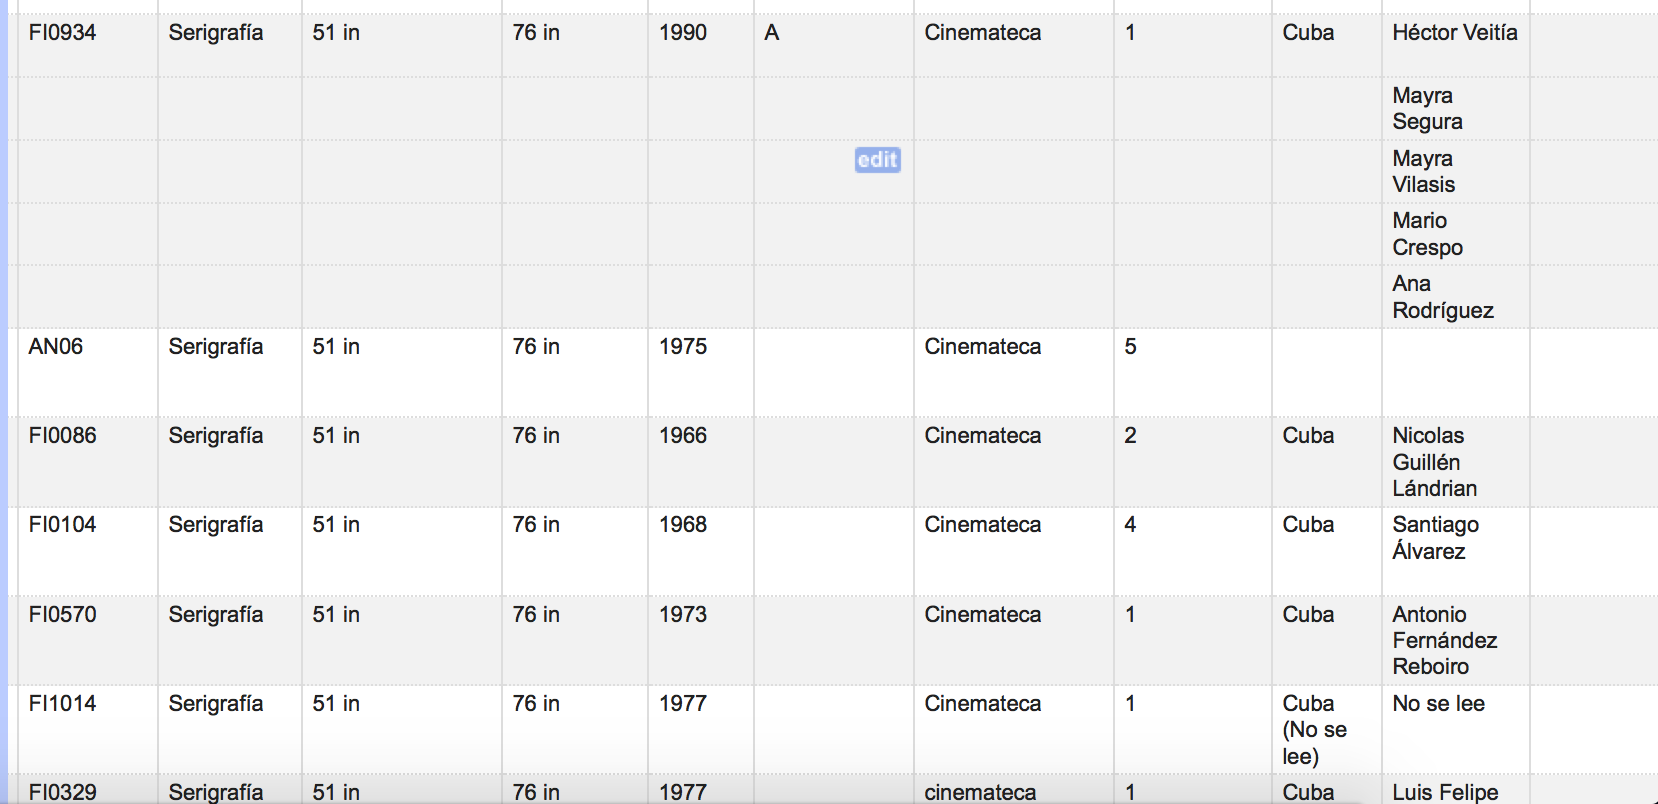 FI0934 Serigrafía 51 in 76 in 1990 A Cinemateca 1 Cuba Héctor Veitía
Mayra
Segura
edit
Mayra
Vilasis
Mario
Crespo
Ana
Rodríguez
AN06 Serigrafía 51 in 76 in 1975 Cinemateca 5
FI0086 Serigrafía 51 in 76 in 1966 Cinemateca 2 Cuba Nicolas
Guillén
Lándrian
FI0104 Serigrafía 51 in 76 in 1968 Cinemateca 4 Cuba Santiago
Álvarez
FI0570 Serigrafía 51 in 76 in 1973 Cinemateca 1 Cuba Antonio
Fernández
Reboiro
FI1014 Serigrafía 51 in 76 in 1977 Cinemateca 1 Cuba No se lee
(No se
lee)
FI0329 Serigrafía 51 in 76 in 1977 cinemateca 1 Cuba Luis Felipe